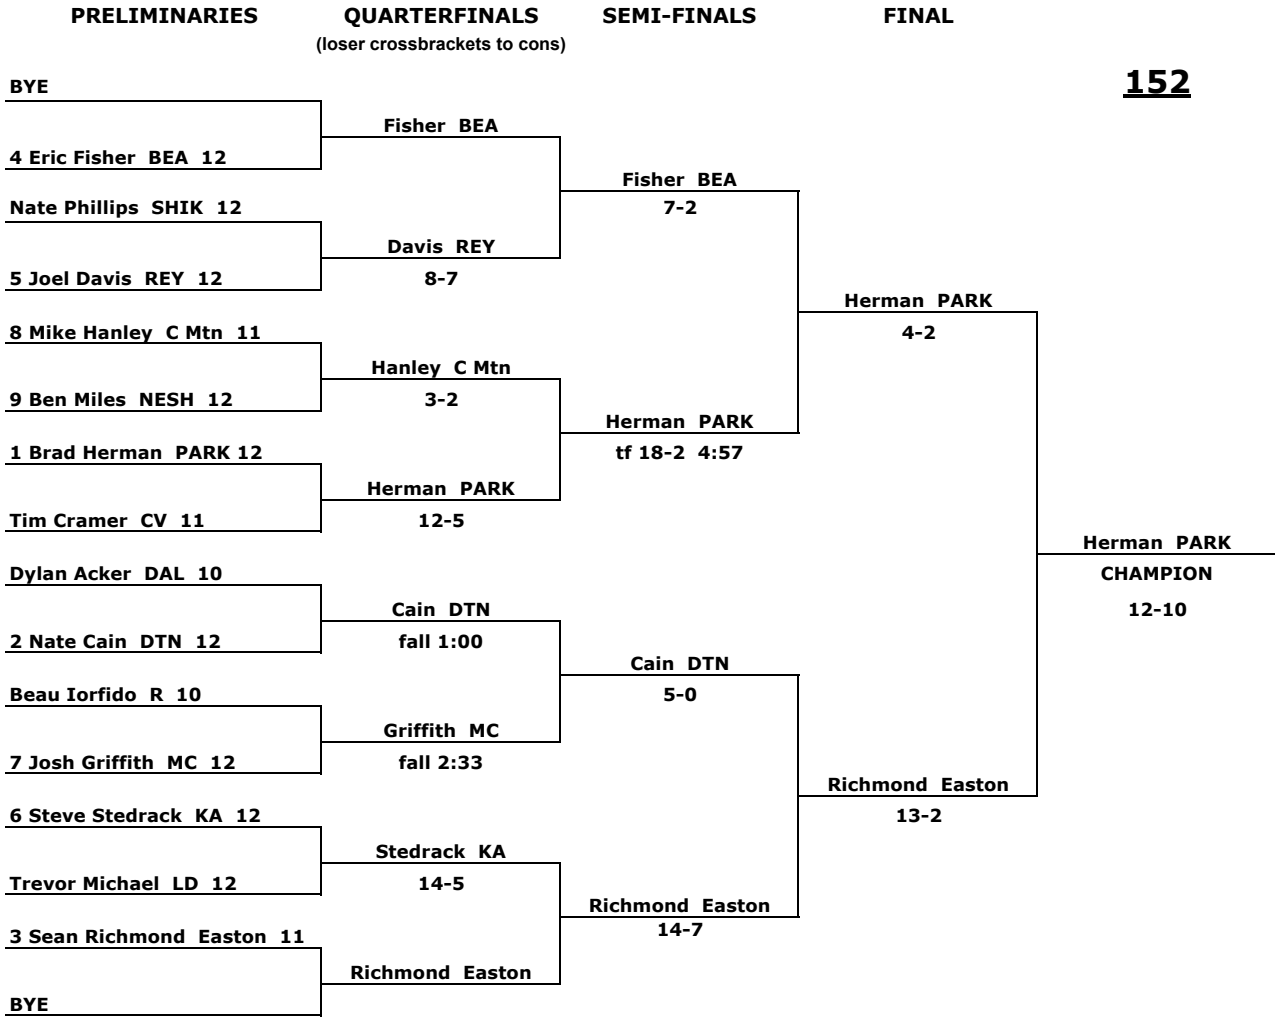 PRELIMINARIES QUARTERFINALS SEMI-FINALS FINAL
(loser crossbrackets to cons)
152
BYE
Fisher BEA
4 Eric Fisher BEA 12
Fisher BEA
7-2
Nate Phillips SHIK 12
Davis REY
8-7
5 Joel Davis REY 12
Herman PARK
4-2
8 Mike Hanley C Mtn 11
Hanley C Mtn
3-2
9 Ben Miles NESH 12
Herman PARK
tf 18-2 4:57
1 Brad Herman PARK 12
Herman PARK
12-5
Tim Cramer CV 11
Herman PARK
CHAMPION
12-10
Dylan Acker DAL 10
Cain DTN
fall 1:00
2 Nate Cain DTN 12
Cain DTN
5-0
Beau Iorfido R 10
Griffith MC
fall 2:33
7 Josh Griffith MC 12
Richmond Easton
13-2
6 Steve Stedrack KA 12
Stedrack KA
14-5
Trevor Michael LD 12
Richmond Easton
14-7
3 Sean Richmond Easton 11
Richmond Easton
BYE